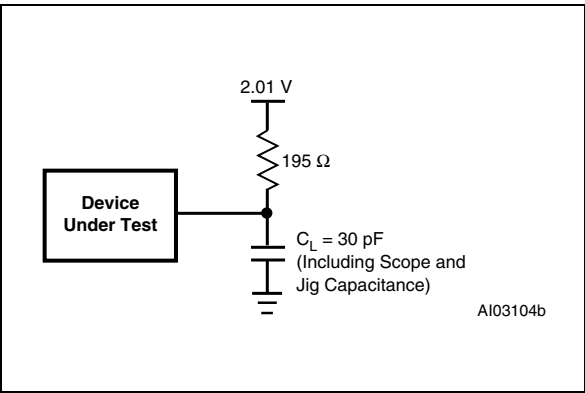 2.01 V
195 Ω
Device
Under Test
C_L = 30 pF
(Including Scope and
Jig Capacitance)
AI03104b